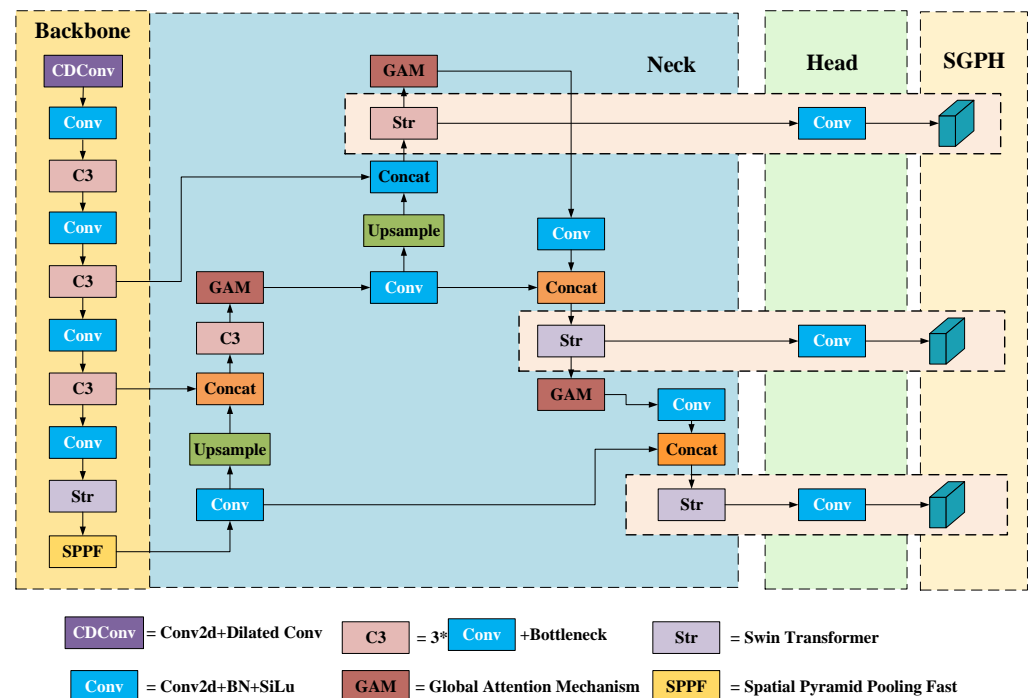 Backbone
CDConv
Conv
C3
Conv
C3
Conv
C3
Conv
Str
SPPF
Neck
GAM
Str
Concat
Upsample
Conv
GAM
C3
Concat
Upsample
Conv
Conv
Concat
Str
GAM
Conv
Concat
Str
Head
Conv
Conv
Conv
SGPH
CDConv = Conv2d+Dilated Conv
C3 = 3* Conv +Bottleneck
Str = Swin Transformer
Conv = Conv2d+BN+SiLu
GAM = Global Attention Mechanism
SPPF = Spatial Pyramid Pooling Fast